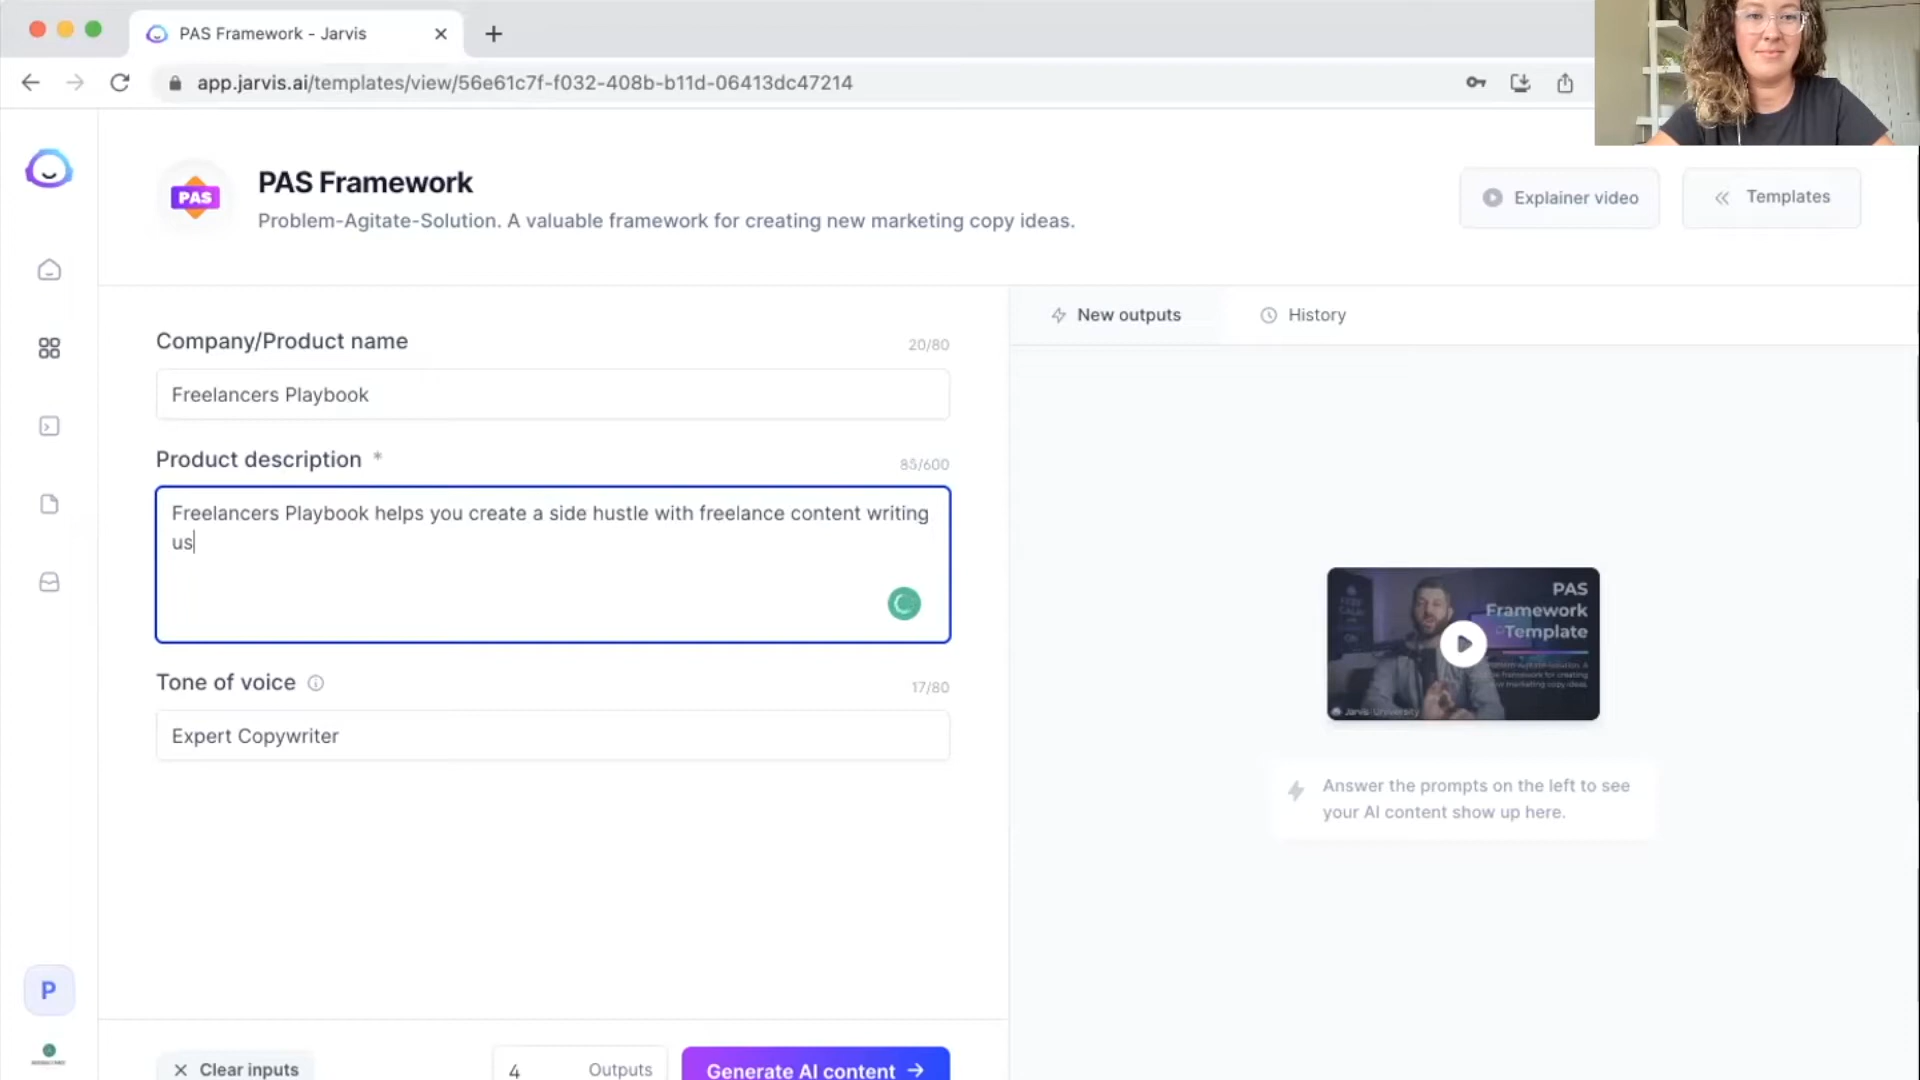 PAS Framework - Jarvis
app.jarvis.ai/templates/view/56e61c7f-f032-408b-b11d-06413dc47214
PAS
PAS Framework
Problem-Agitate-Solution. A valuable framework for creating new marketing copy ideas.
Explainer video
Templates
New outputs
History
Company/Product name
20/80
Freelancers Playbook
Product description *
85/600
Freelancers Playbook helps you create a side hustle with freelance content writing
us
Tone of voice
17/80
Expert Copywriter
PAS
Framework
Template
Jarvis University
Answer the prompts on the left to see
your AI content show up here.
P
Clear inputs
4 Outputs
Generate AI content